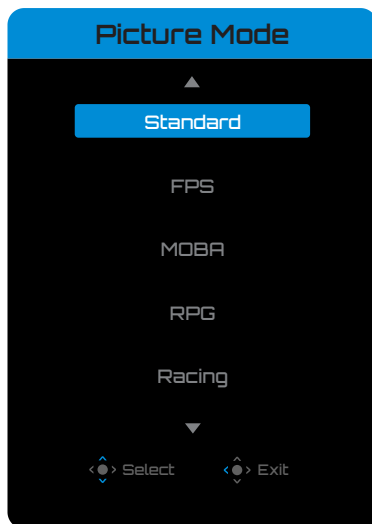 Picture Mode
Standard
FPS
MOBA
RPG
Racing
Select Exit